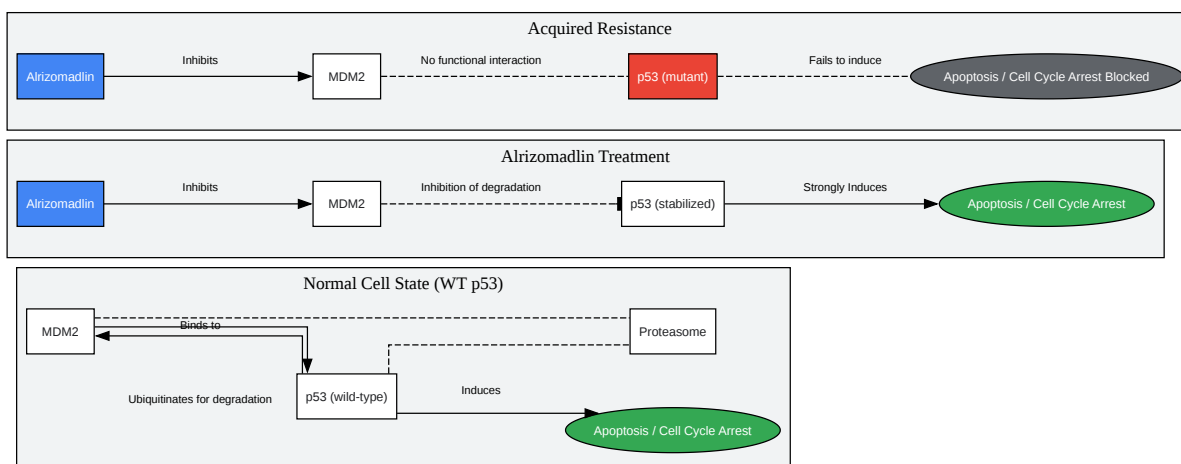 Acquired Resistance
Alrizomadlin
Inhibits
MDM2
No functional interaction
p53 (mutant)
Fails to induce
Apoptosis / Cell Cycle Arrest Blocked
Alrizomadlin Treatment
Alrizomadlin
Inhibits
MDM2
Inhibition of degradation
p53 (stabilized)
Strongly Induces
Apoptosis / Cell Cycle Arrest
Normal Cell State (WT p53)
MDM2
Binds to
Proteasome
Ubiquitinates for degradation
p53 (wild-type)
Induces
Apoptosis / Cell Cycle Arrest